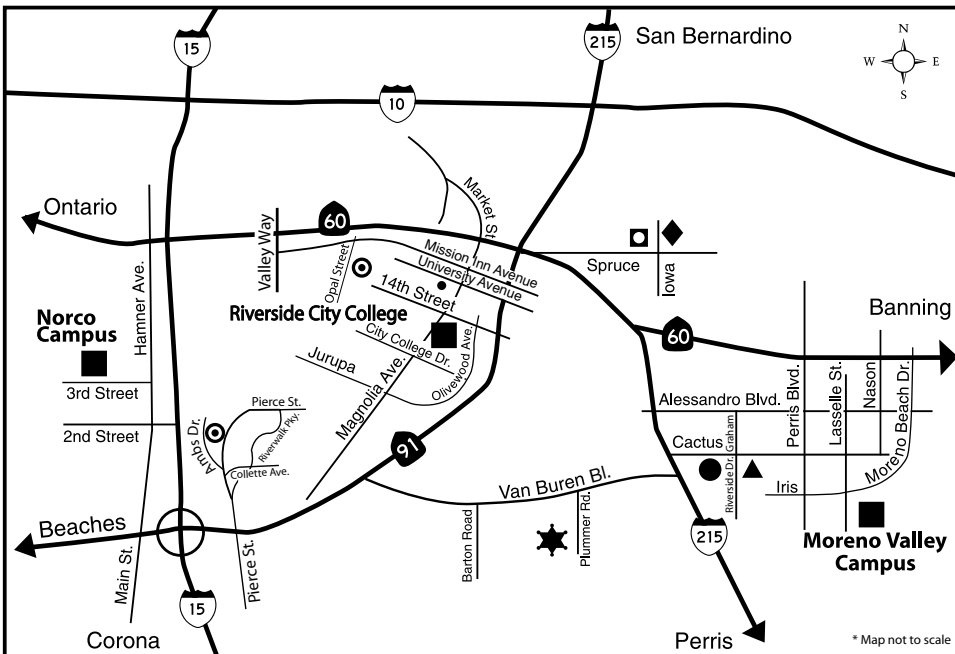 15
215
San Bernardino
N
W
E
S
10
Market St.
Ontario
60
Valley Way
Opal Street
Mission Inn Avenue
University Avenue
14th Street
Spruce
Iowa
Hamner Ave.
Norco
Campus
Riverside City College
City College Dr.
Olivewood Ave.
Jurupa
Magnolia Ave.
Banning
60
3rd Street
2nd Street
Pierce St.
Riverwalk Pky.
Ambs Dr.
Collette Ave.
91
Alessandro Blvd.
Perris Blvd.
Lasselle St.
Nason
Moreno Beach Dr.
Cactus
Graham
Riverside Dr.
Iris
Van Buren Bl.
Beaches
Main St.
Pierce St.
Barton Road
Plummer Rd.
215
Moreno Valley
Campus
15
Corona
Perris
* Map not to scale